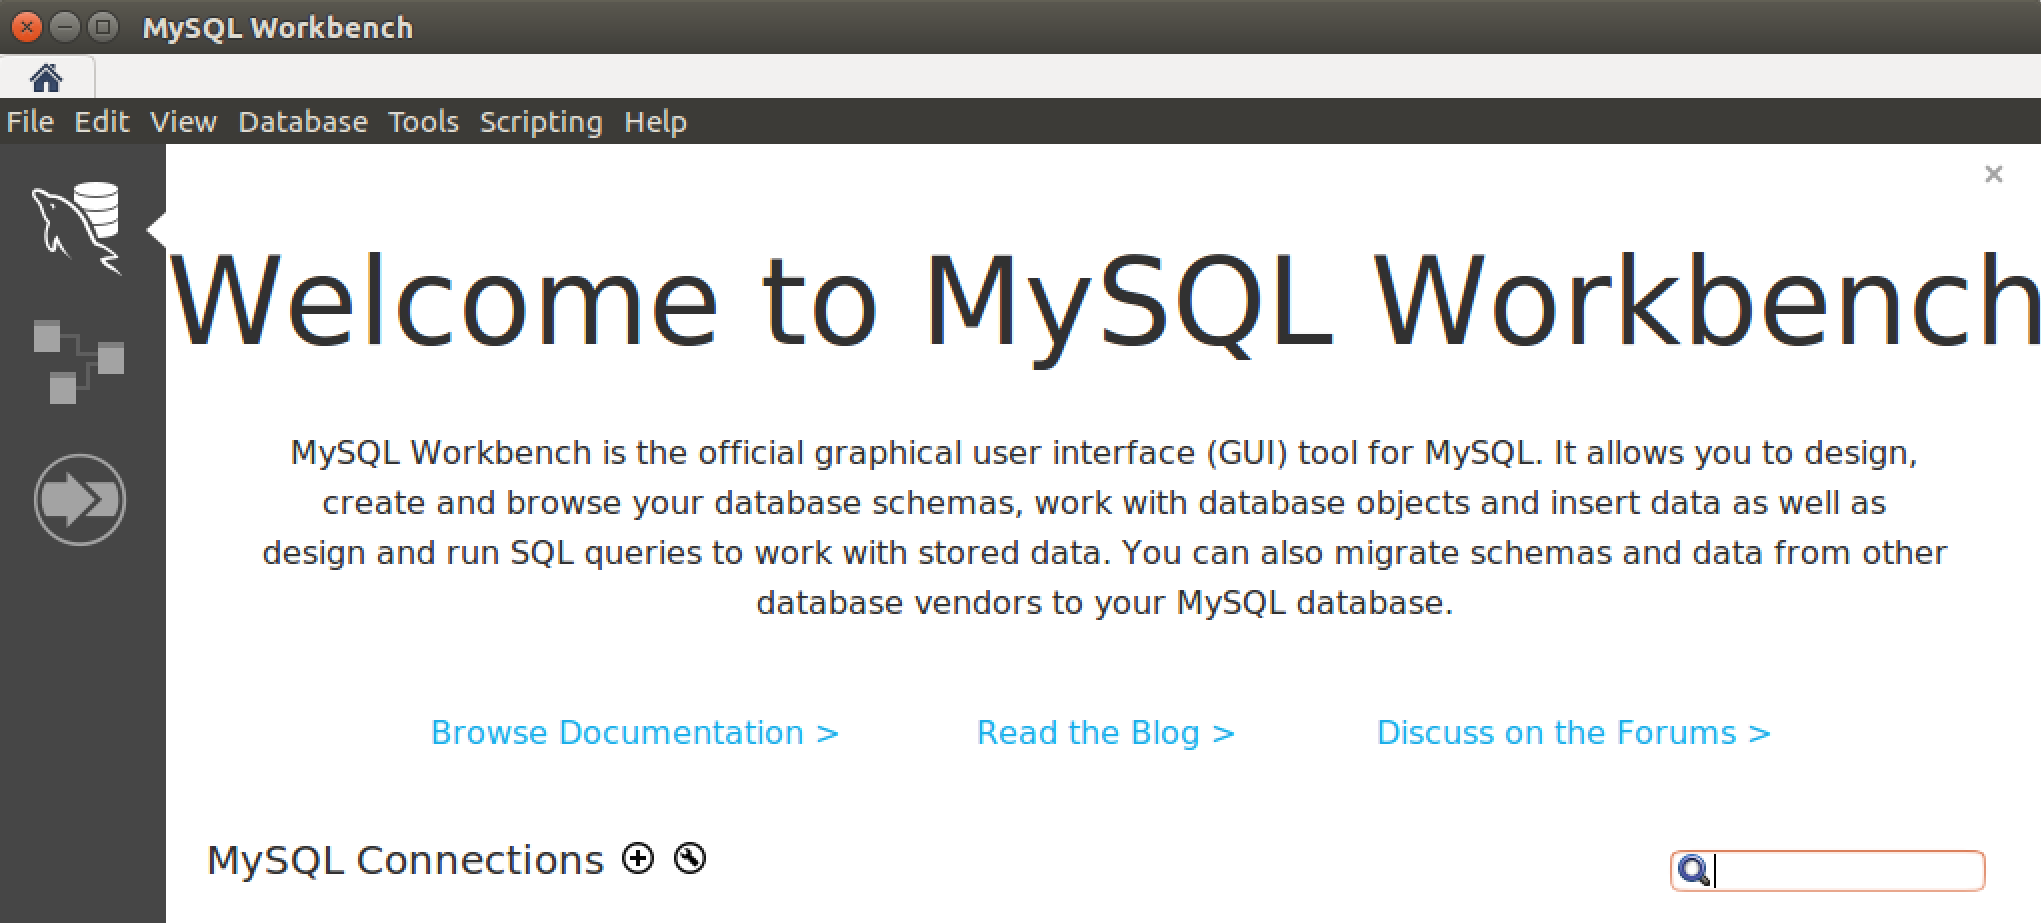 MySQL Workbench
File Edit View Database Tools Scripting Help
Welcome to MySQL Workbench
MySQL Workbench is the official graphical user interface (GUI) tool for MySQL. It allows you to design,
create and browse your database schemas, work with database objects and insert data as well as
design and run SQL queries to work with stored data. You can also migrate schemas and data from other
database vendors to your MySQL database.
Browse Documentation > Read the Blog > Discuss on the Forums >
MySQL Connections